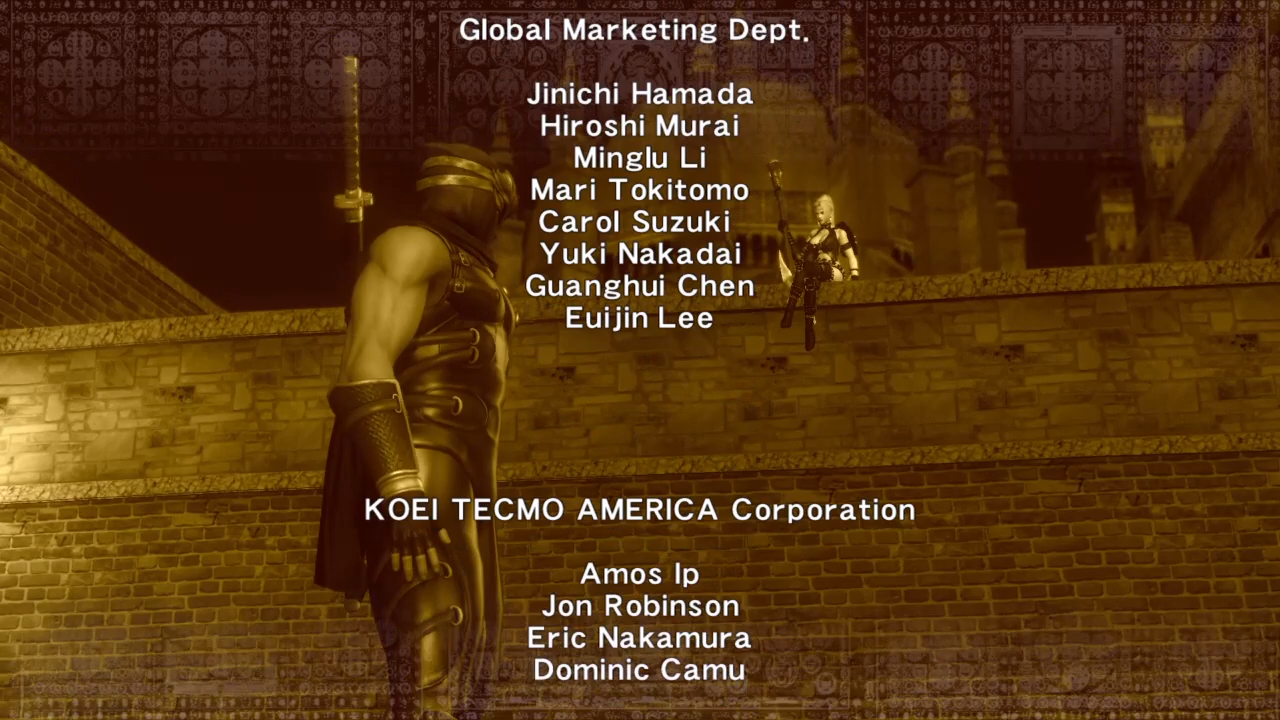 Global Marketing Dept.
Jinichi Hamada
Hiroshi Murai
Minglu Li
Mari Tokitomo
Carol Suzuki
Yuki Nakadai
Guanghui Chen
Euijin Lee
KOEI TECMO AMERICA Corporation
Amos Ip
Jon Robinson
Eric Nakamura
Dominic Camu